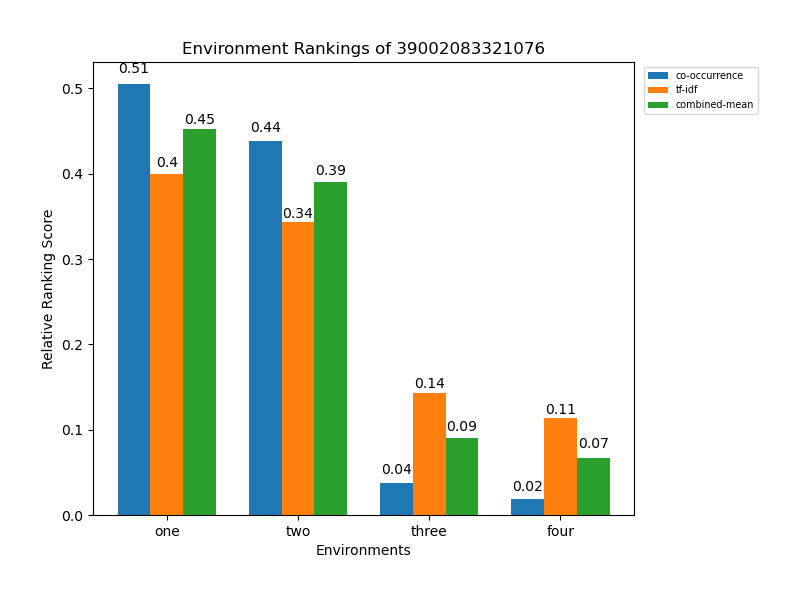 Environment Rankings of 39002083321076
co-occurrence
tf-idf
combined-mean
Relative Ranking Score
0.5
0.4
0.3
0.2
0.1
0.0
0.51
0.4
0.45
0.44
0.34
0.39
0.04
0.14
0.09
0.02
0.11
0.07
one two three four
Environments